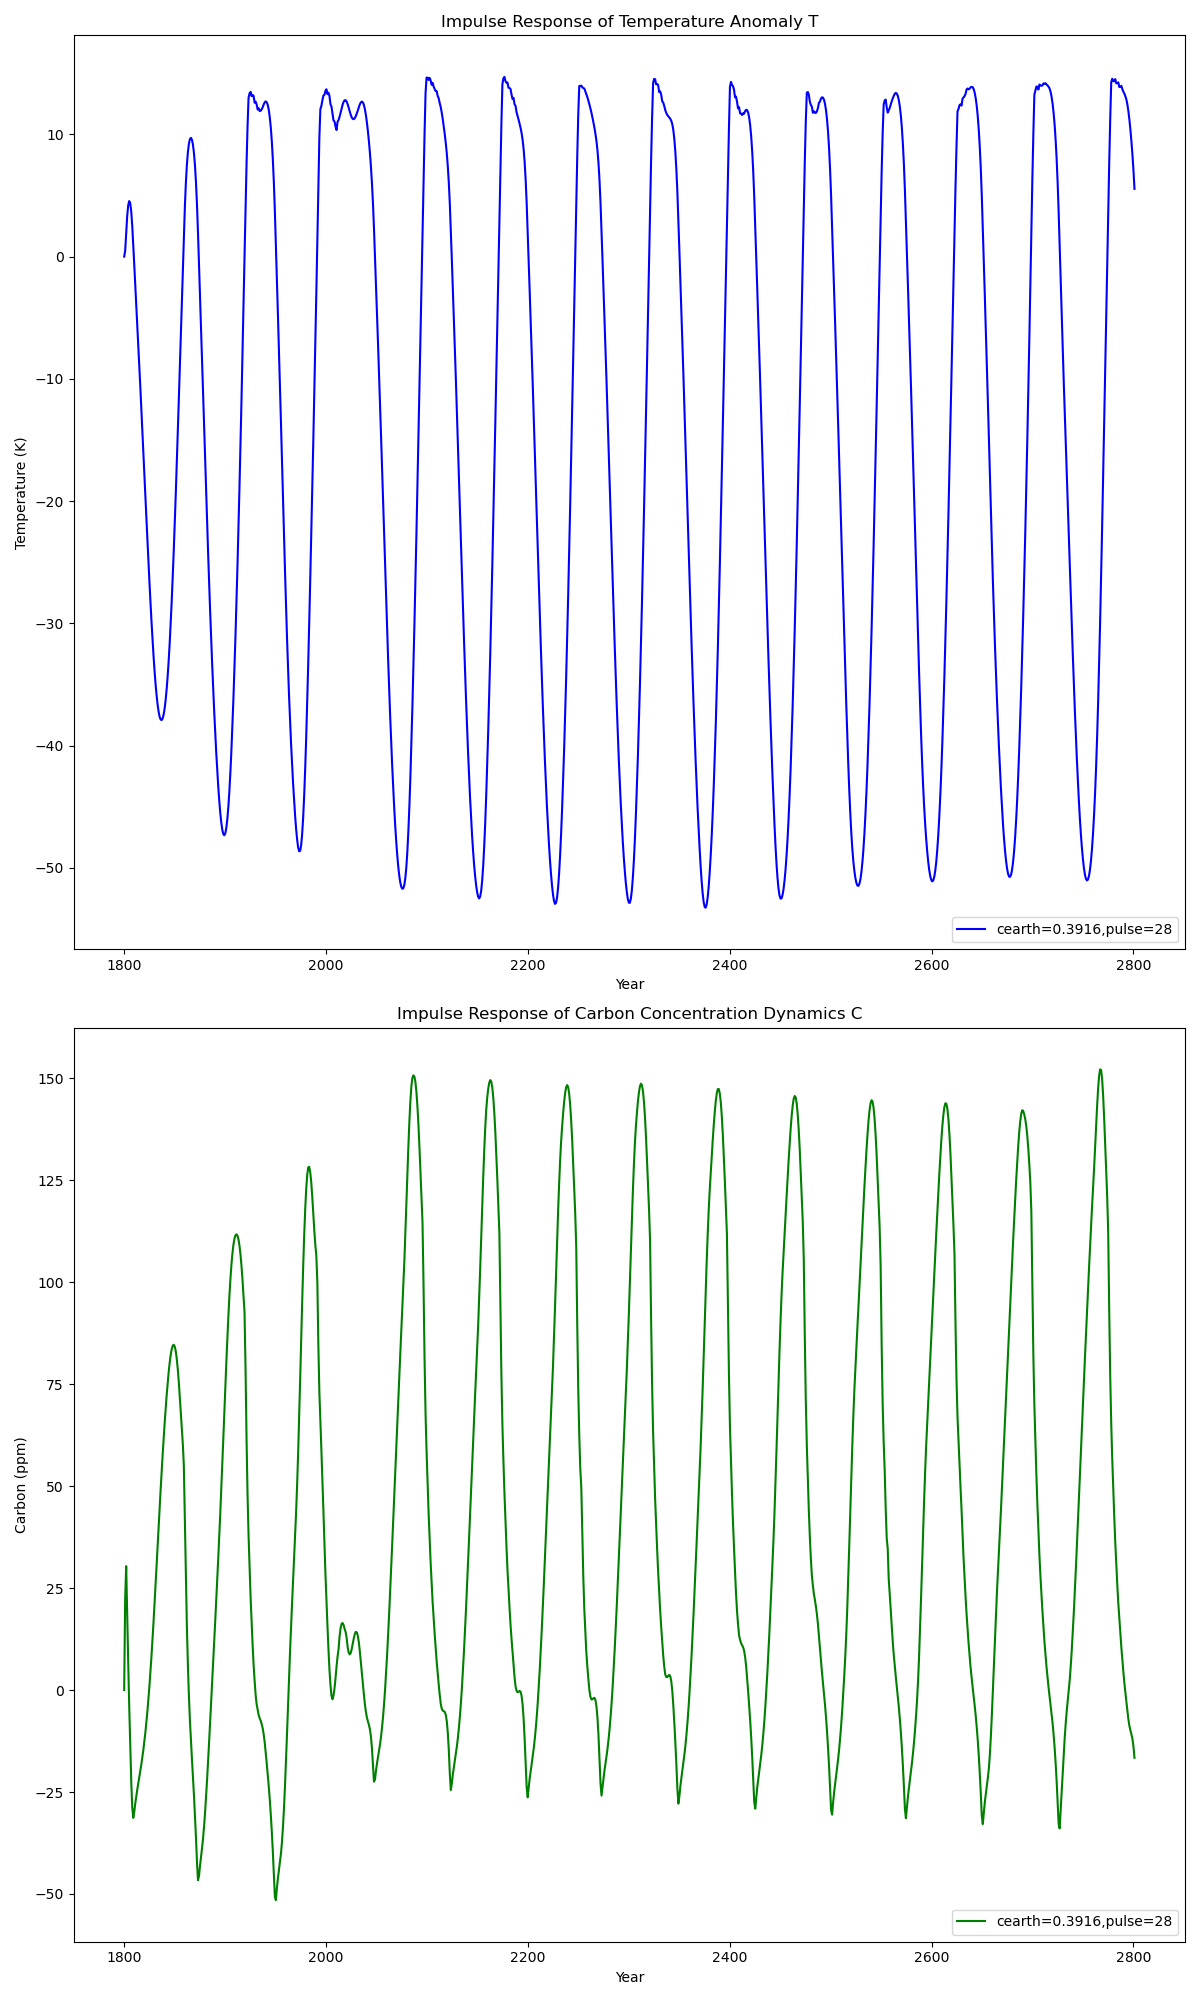 Impulse Response of Temperature Anomaly T
10
0
−10
−20
−30
−40
−50
Temperature (K)
cearth=0.3916,pulse=28
1800 2000 2200 2400 2600 2800
Year
Impulse Response of Carbon Concentration Dynamics C
150
125
100
75
50
25
0
−25
−50
Carbon (ppm)
cearth=0.3916,pulse=28
1800 2000 2200 2400 2600 2800
Year